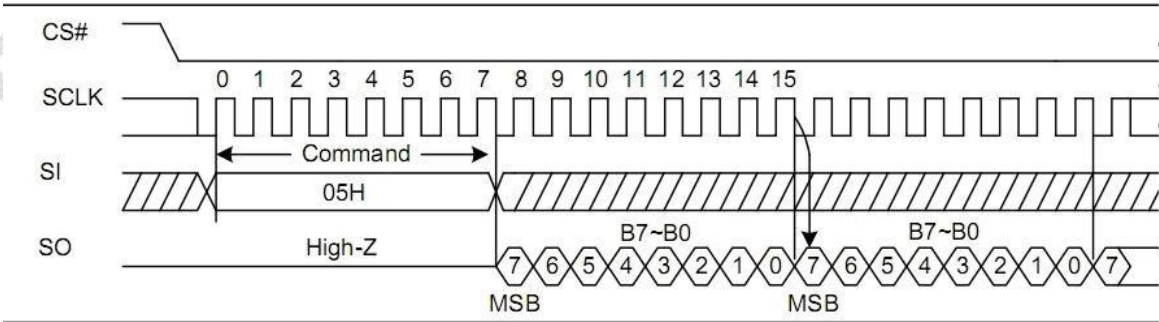 CS#
0 1 2 3 4 5 6 7 8 9 10 11 12 13 14 15
SCLK
Command
SI
05H
B7~B0 B7~B0
SO High-Z
7 6 5 4 3 2 1 0 7 6 5 4 3 2 1 0 7
MSB MSB